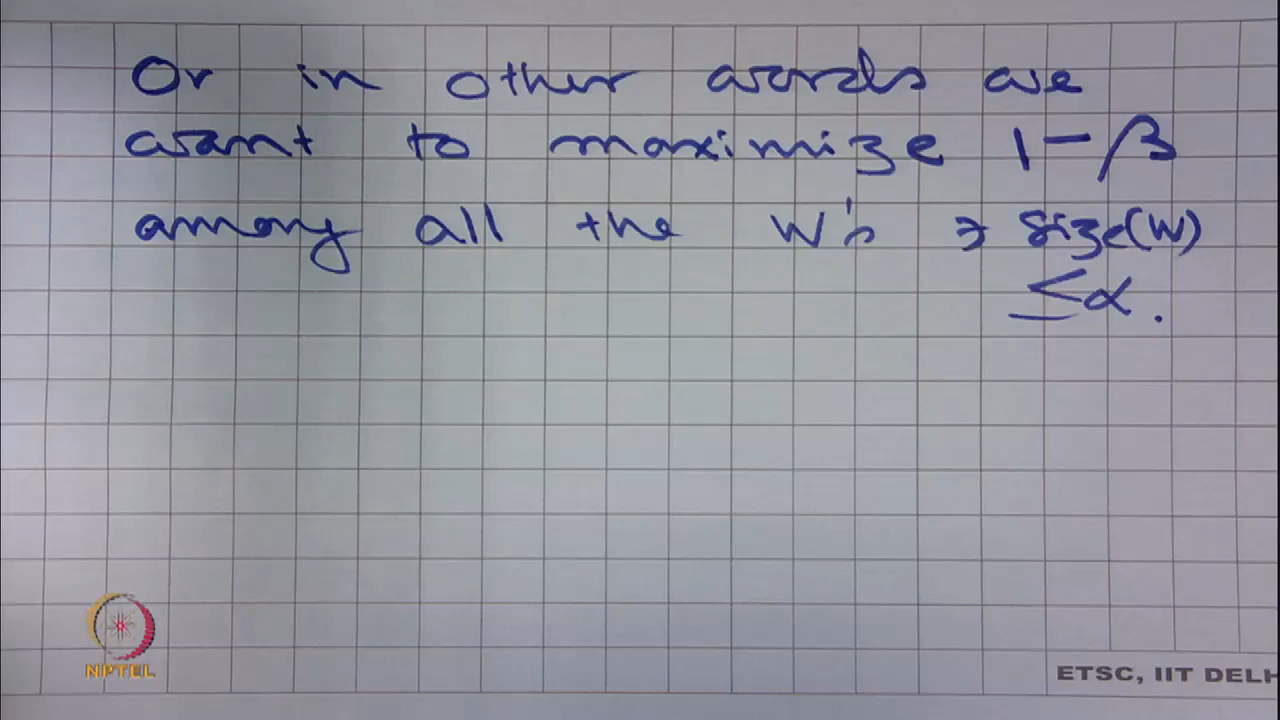 Or in other words we
want to maximize 1-β
among all the W's ∋ size(W)
≤α.
NPTEL
ETSC, IIT DELH